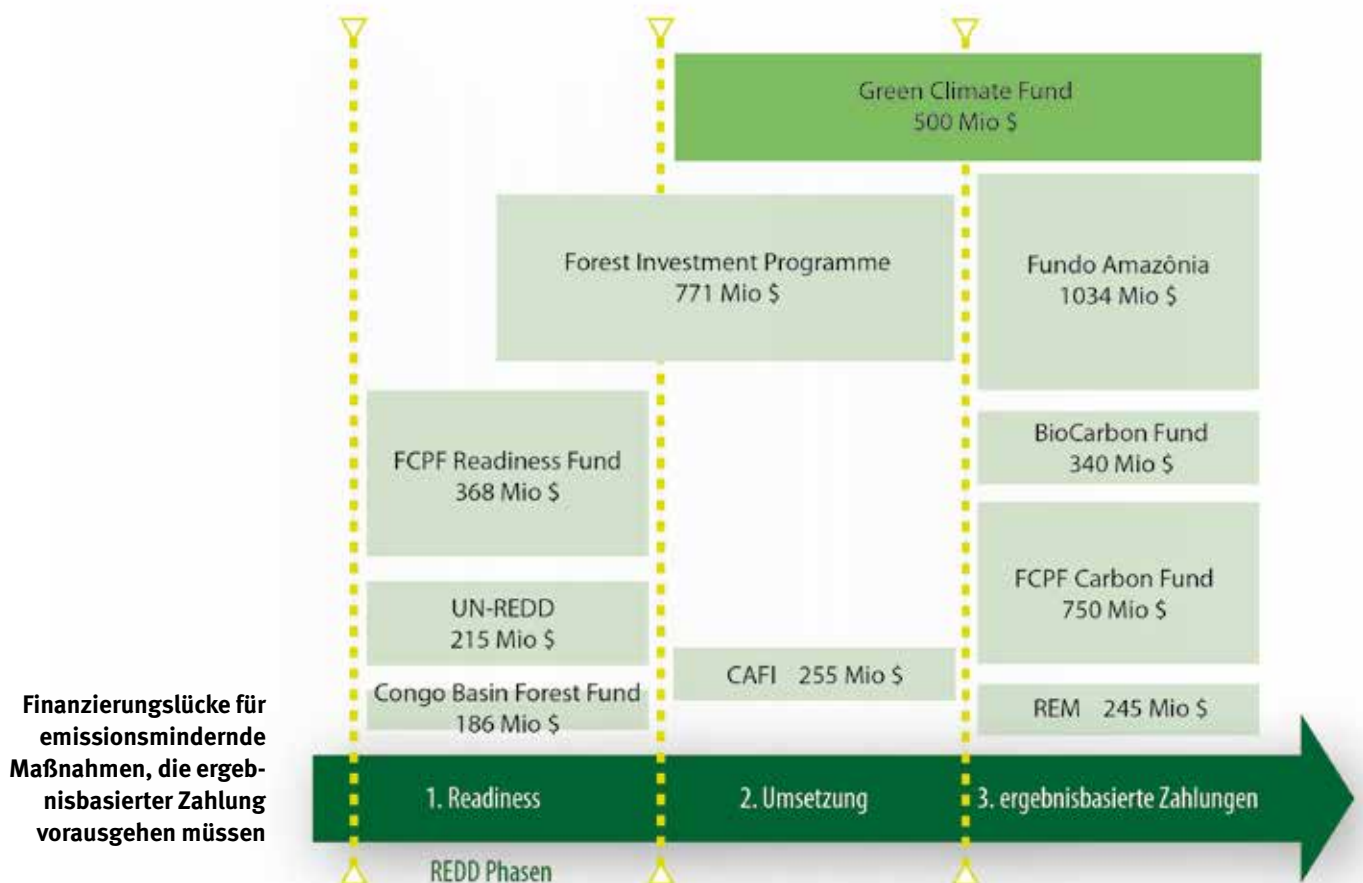 Green Climate Fund
500 Mio $
Forest Investment Programme
771 Mio $
Fundo Amazônia
1034 Mio $
FCPF Readiness Fund
368 Mio $
BioCarbon Fund
340 Mio $
UN-REDD
215 Mio $
FCPF Carbon Fund
750 Mio $
Congo Basin Forest Fund
186 Mio $
CAFI 255 Mio $
REM 245 Mio $
Finanzierungslücke für
emissionsmindernde
Maßnahmen, die ergeb-
nisbasierter Zahlung
vorausgehen müssen
1. Readiness
2. Umsetzung
3. ergebnisbasierte Zahlungen
REDD Phasen